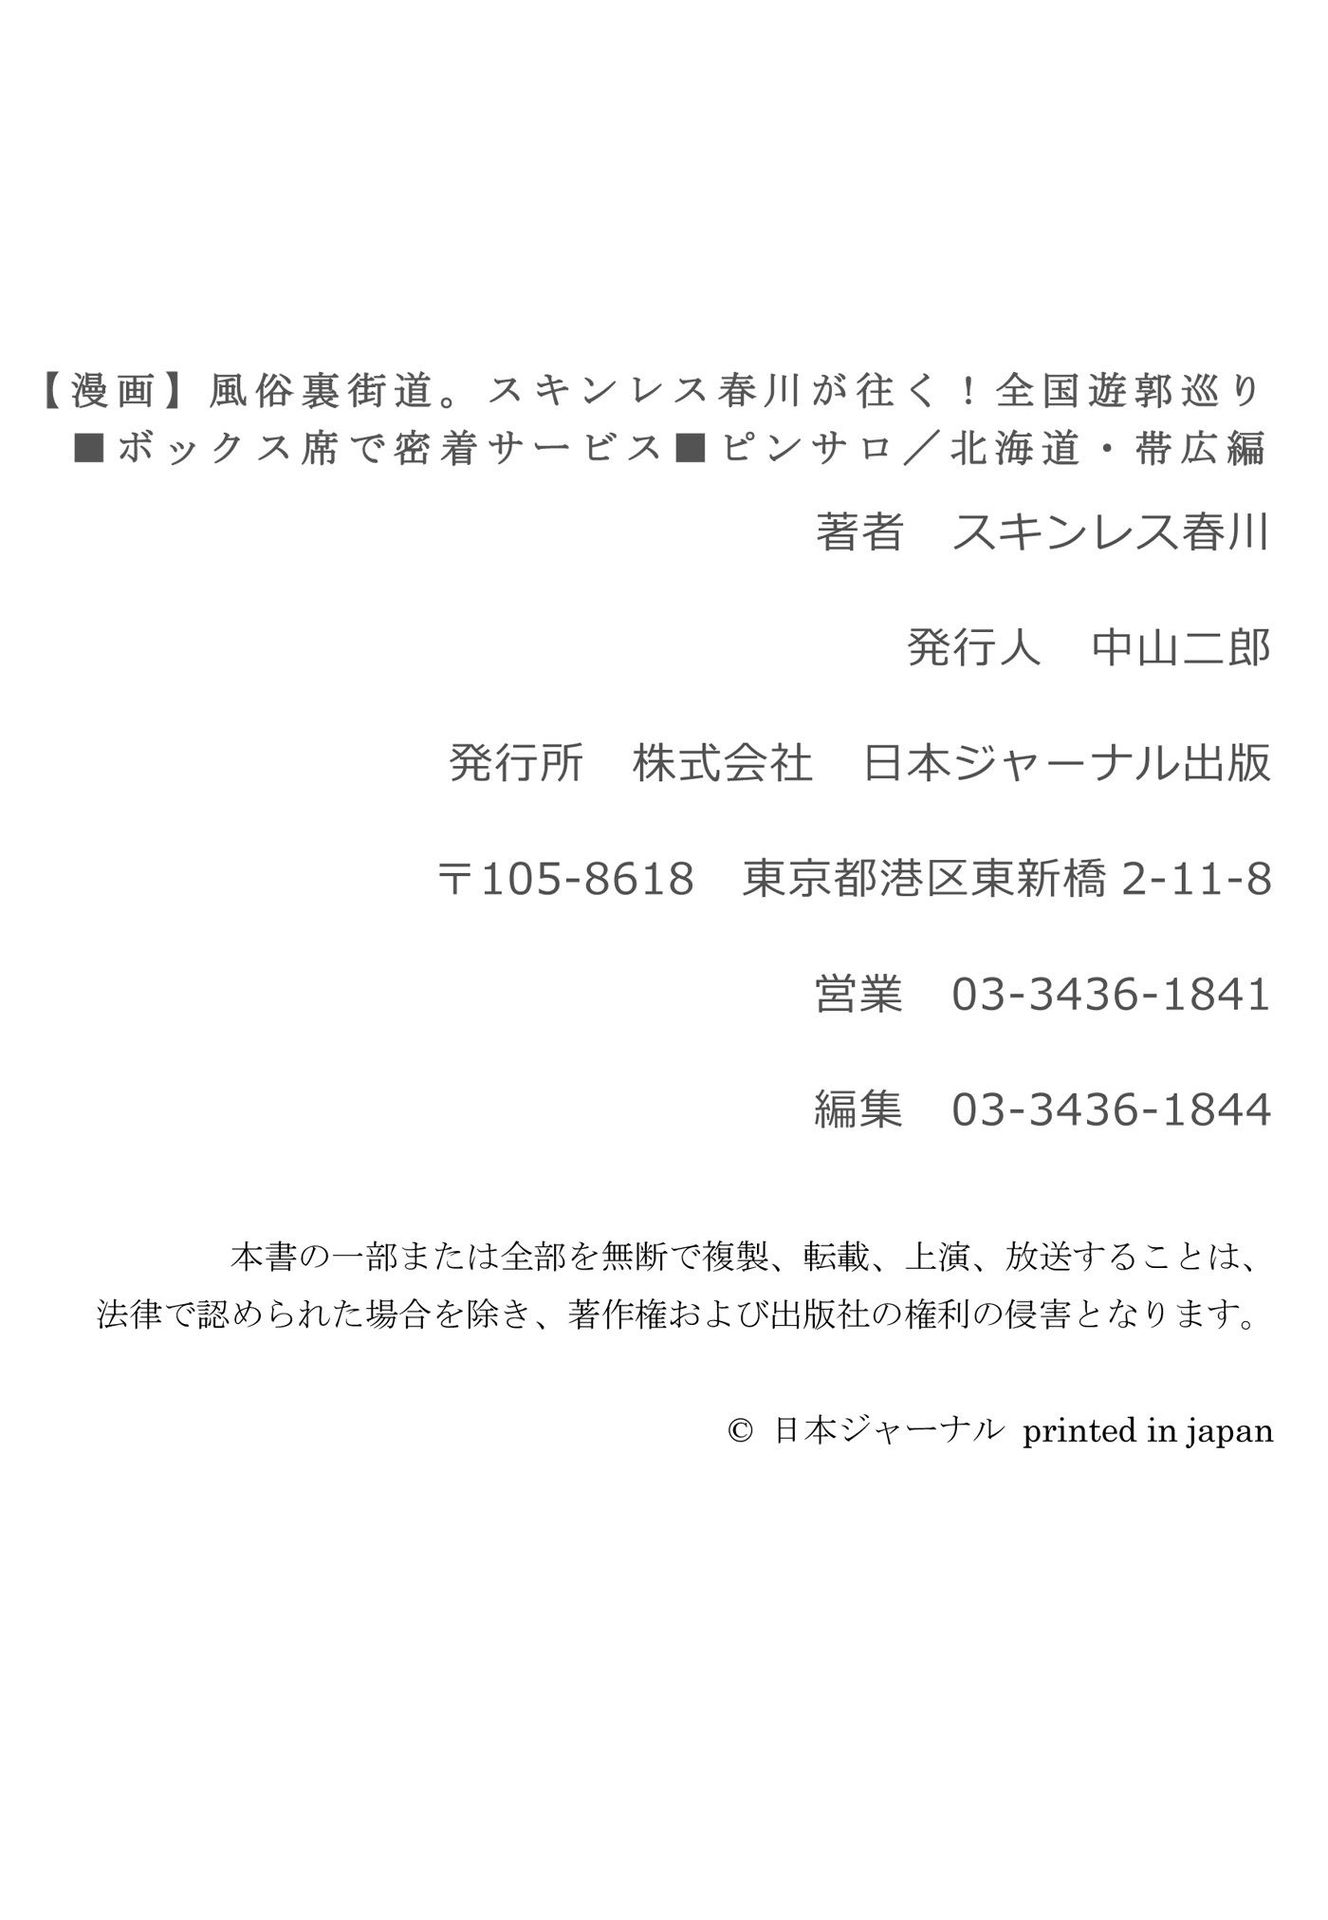 【漫画】風俗裏街道。スキンレス春川が往く！全国遊郭巡り
■ボックス席で密着サービス■ピンサロ／北海道・帯広編
著者　スキンレス春川
発行人　中山二郎
発行所　株式会社　日本ジャーナル出版
〒105-8618　東京都港区東新橋 2-11-8
営業　03-3436-1841
編集　03-3436-1844
本書の一部または全部を無断で複製、転載、上演、放送することは、
法律で認められた場合を除き、著作権および出版社の権利の侵害となります。
© 日本ジャーナル printed in japan